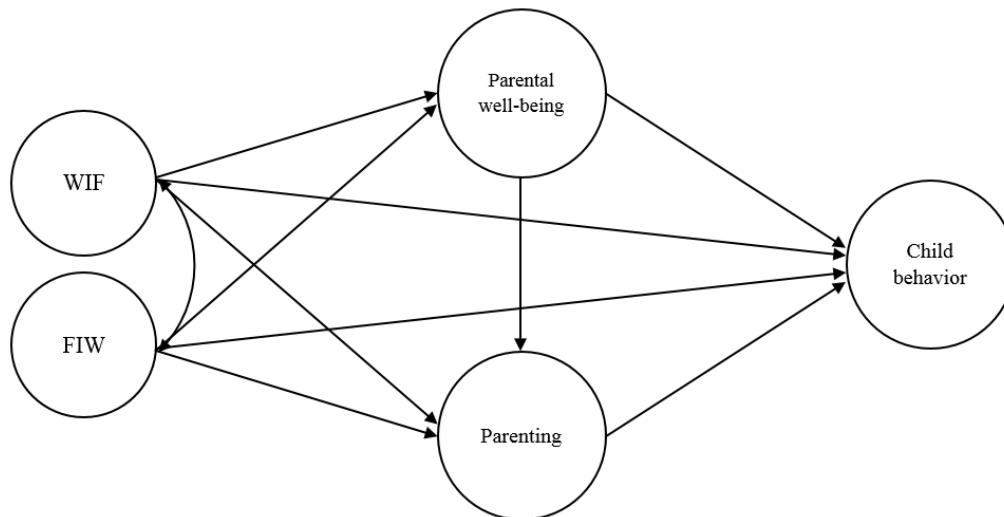 Parental
well-being
WIF
Child
behavior
FIW
Parenting